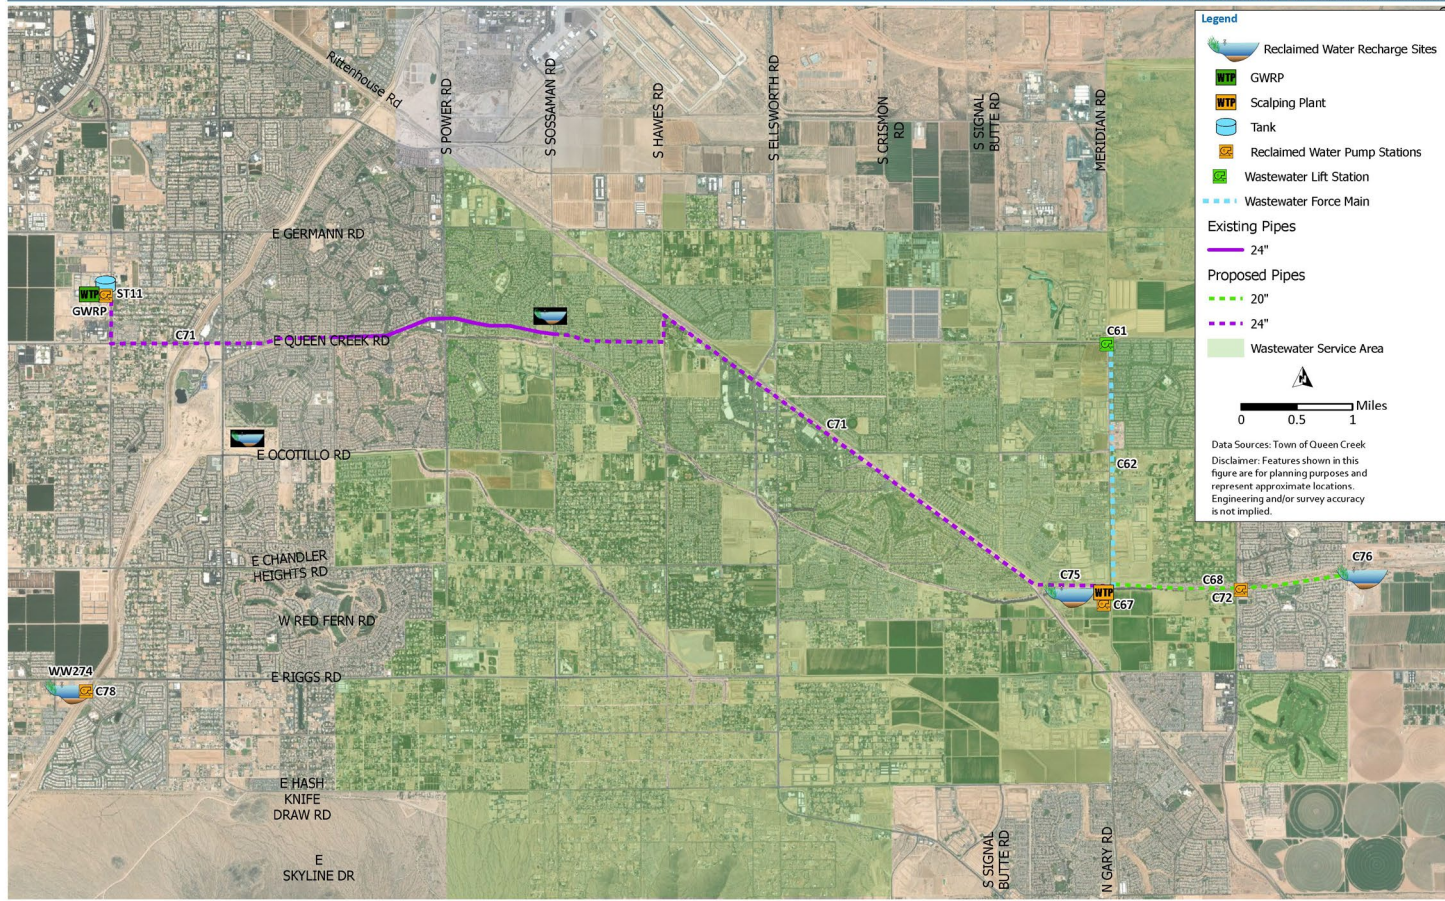 Legend
Reclaimed Water Recharge Sites
WTP GWRP
WTP Scalping Plant
Tank
Reclaimed Water Pump Stations
Wastewater Lift Station
Wastewater Force Main
Existing Pipes
24"
Proposed Pipes
20"
24"
Wastewater Service Area
Miles
0 0.5 1
Data Sources: Town of Queen Creek
Disclaimer: Features shown in this
figure are for planning purposes and
represent approximate locations.
Engineering and/or survey accuracy
is not implied.
Rittenhouse Rd
S POWER RD
S SOSSAMAN RD
S HAWES RD
S ELLSWORTH RD
S CRISMON
RD
S SIGNAL
BUTTE RD
MERIDIAN RD
E GERMANN RD
WTP
ST11
GWRP
C71
E QUEEN CREEK RD
C61
C71
E OCOTILLO RD
C62
E CHANDLER
HEIGHTS RD
C75
WTP
C67
C68
C72
C76
W RED FERN RD
WW274
C78
E RIGGS RD
E HASH
KNIFE
DRAW RD
E
SKYLINE DR
S SIGNAL
BUTTE RD
N GARY RD